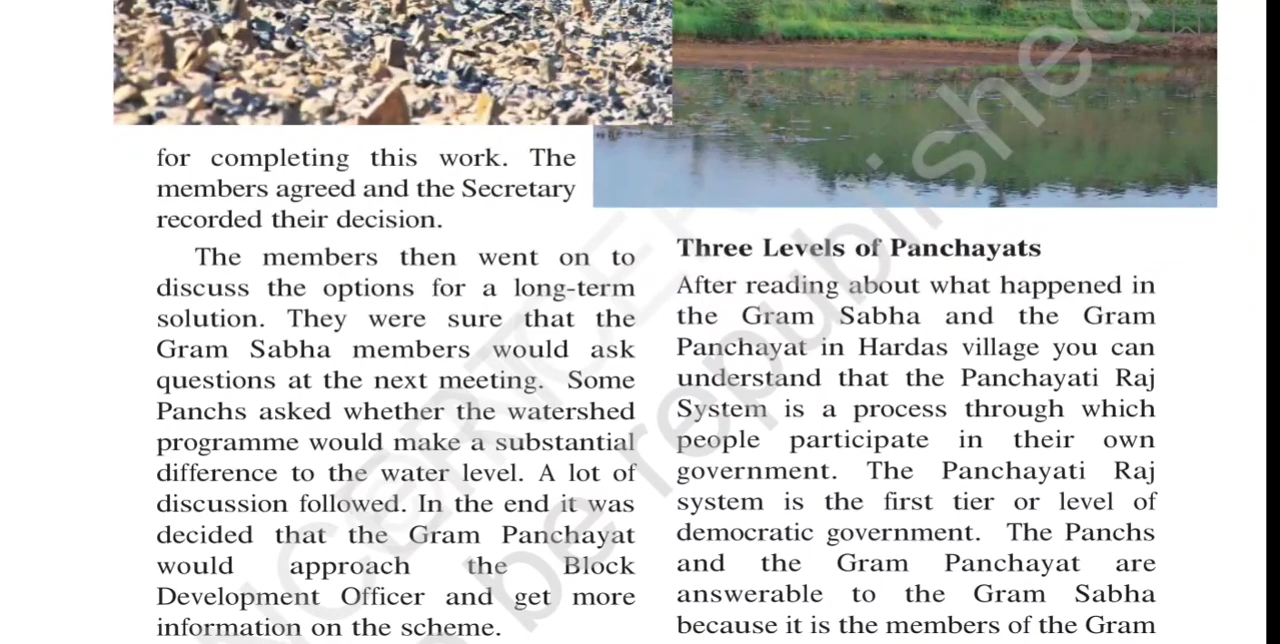 for completing this work. The
members agreed and the Secretary
recorded their decision.
The members then went on to
discuss the options for a long-term
solution. They were sure that the
Gram Sabha members would ask
questions at the next meeting. Some
Panchs asked whether the watershed
programme would make a substantial
difference to the water level. A lot of
discussion followed. In the end it was
decided that the Gram Panchayat
would approach the Block
Development Officer and get more
information on the scheme.
Three Levels of Panchayats
After reading about what happened in
the Gram Sabha and the Gram
Panchayat in Hardas village you can
understand that the Panchayati Raj
System is a process through which
people participate in their own
government. The Panchayati Raj
system is the first tier or level of
democratic government. The Panchs
and the Gram Panchayat are
answerable to the Gram Sabha
because it is the members of the Gram
NCERT
be republished